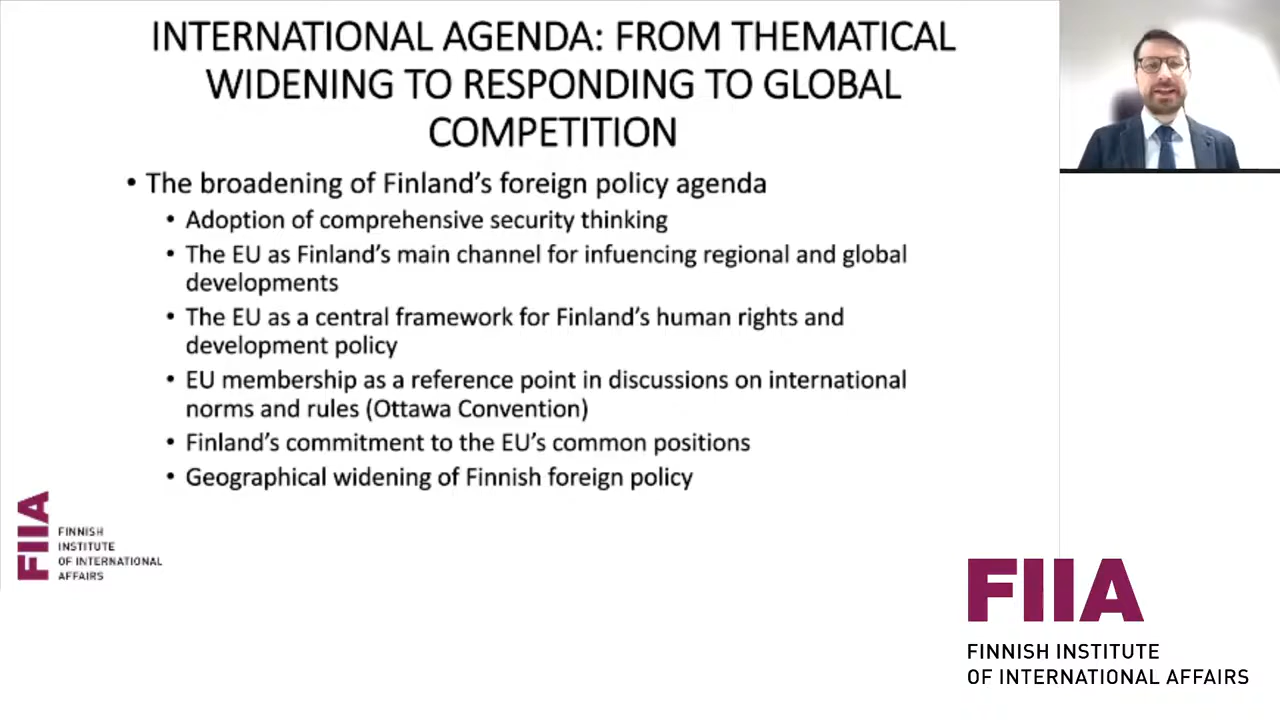 INTERNATIONAL AGENDA: FROM THEMATICAL
WIDENING TO RESPONDING TO GLOBAL
COMPETITION
• The broadening of Finland's foreign policy agenda
• Adoption of comprehensive security thinking
• The EU as Finland's main channel for infuencing regional and global
developments
• The EU as a central framework for Finland's human rights and
development policy
• EU membership as a reference point in discussions on international
norms and rules (Ottawa Convention)
• Finland's commitment to the EU's common positions
• Geographical widening of Finnish foreign policy
FIIA
FINNISH
INSTITUTE
OF INTERNATIONAL
AFFAIRS
FIIA
FINNISH INSTITUTE
OF INTERNATIONAL AFFAIRS